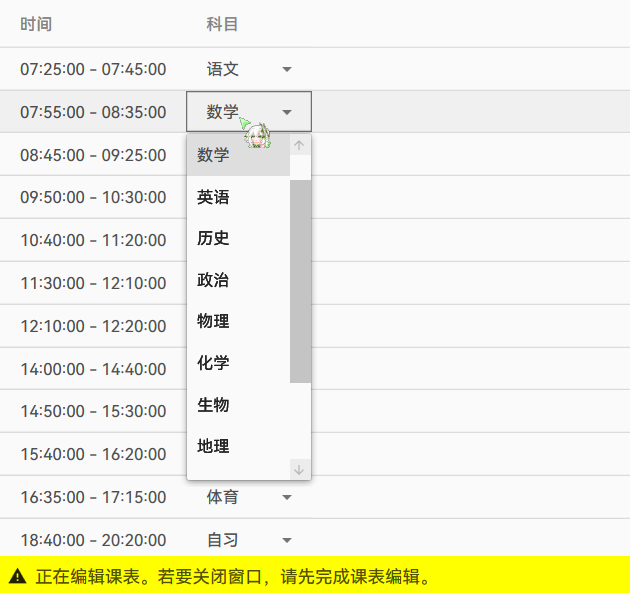 时间 科目
07:25:00 - 07:45:00 语文
07:55:00 - 08:35:00 数学
08:45:00 - 09:25:00 数学
09:50:00 - 10:30:00 英语
10:40:00 - 11:20:00 历史
11:30:00 - 12:10:00 政治
12:10:00 - 12:20:00 物理
14:00:00 - 14:40:00 化学
14:50:00 - 15:30:00 生物
15:40:00 - 16:20:00 地理
16:35:00 - 17:15:00 体育
18:40:00 - 20:20:00 自习
正在编辑课表。若要关闭窗口，请先完成课表编辑。